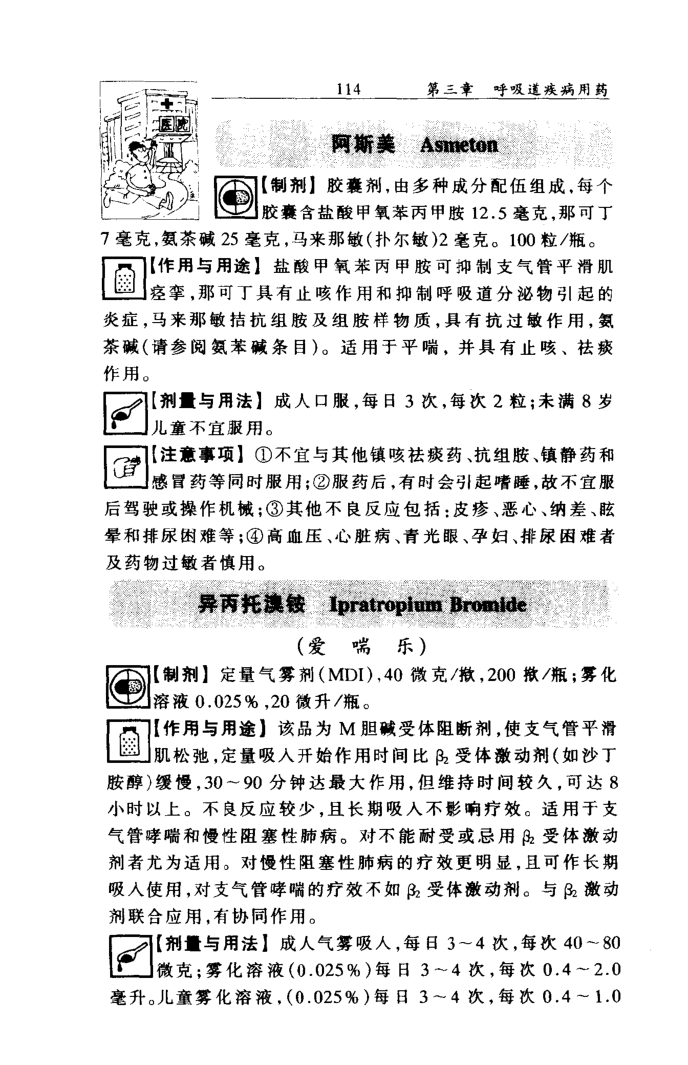 114 第三章 呼吸道疾病用药
医院
阿斯美 Asmeton
【制剂】胶囊剂,由多种成分配伍组成,每个
胶囊含盐酸甲氧苯丙甲胺 12.5 毫克,那可丁
7 毫克,氨茶碱 25 毫克,马来那敏(扑尔敏)2 毫克。100 粒/瓶。
【作用与用途】盐酸甲氧苯丙甲胺可抑制支气管平滑肌
痉挛,那可丁具有止咳作用和抑制呼吸道分泌物引起的
炎症,马来那敏拮抗组胺及组胺样物质,具有抗过敏作用,氨
茶碱(请参阅氨苯碱条目)。适用于平喘,并具有止咳、祛痰
作用。
【剂量与用法】成人口服,每日 3 次,每次 2 粒;未满 8 岁
儿童不宜服用。
【注意事项】①不宜与其他镇咳祛痰药、抗组胺、镇静药和
感冒药等同时服用;②服药后,有时会引起嗜睡,故不宜服
后驾驶或操作机械;③其他不良反应包括:皮疹、恶心、纳差、眩
晕和排尿困难等;④高血压、心脏病、青光眼、孕妇、排尿困难者
及药物过敏者慎用。
异丙托溴铵 Ipratropium Bromide
(爱喘乐)
【制剂】定量气雾剂(MDI),40 微克/揿,200 揿/瓶;雾化
溶液 0.025%,20 微升/瓶。
【作用与用途】该品为 M 胆碱受体阻断剂,使支气管平滑
肌松弛,定量吸入开始作用时间比 β₂ 受体激动剂(如沙丁
胺醇)缓慢,30~90 分钟达最大作用,但维持时间较久,可达 8
小时以上。不良反应较少,且长期吸入不影响疗效。适用于支
气管哮喘和慢性阻塞性肺病。对不能耐受或忌用 β₂ 受体激动
剂者尤为适用。对慢性阻塞性肺病的疗效更明显,且可作长期
吸入使用,对支气管哮喘的疗效不如 β₂ 受体激动剂。与 β₂ 激动
剂联合应用,有协同作用。
【剂量与用法】成人气雾吸入,每日 3~4 次,每次 40~80
微克;雾化溶液(0.025%)每日 3~4 次,每次 0.4~2.0
毫升。儿童雾化溶液,(0.025%)每日 3~4 次,每次 0.4~1.0